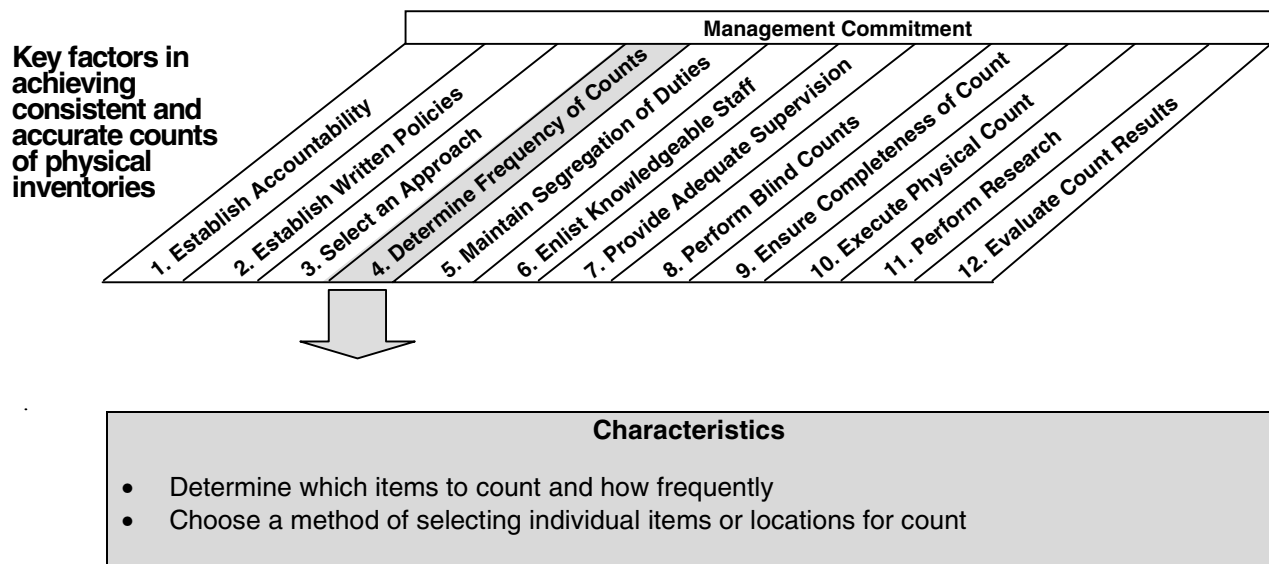 Management Commitment
Key factors in
achieving
consistent and
accurate counts
of physical
inventories
1. Establish Accountability
2. Establish Written Policies
3. Select an Approach
4. Determine Frequency of Counts
5. Maintain Segregation of Duties
6. Enlist Knowledgeable Staff
7. Provide Adequate Supervision
8. Perform Blind Counts
9. Ensure Completeness of Count
10. Execute Physical Count
11. Perform Research
12. Evaluate Count Results
Characteristics
• Determine which items to count and how frequently
• Choose a method of selecting individual items or locations for count